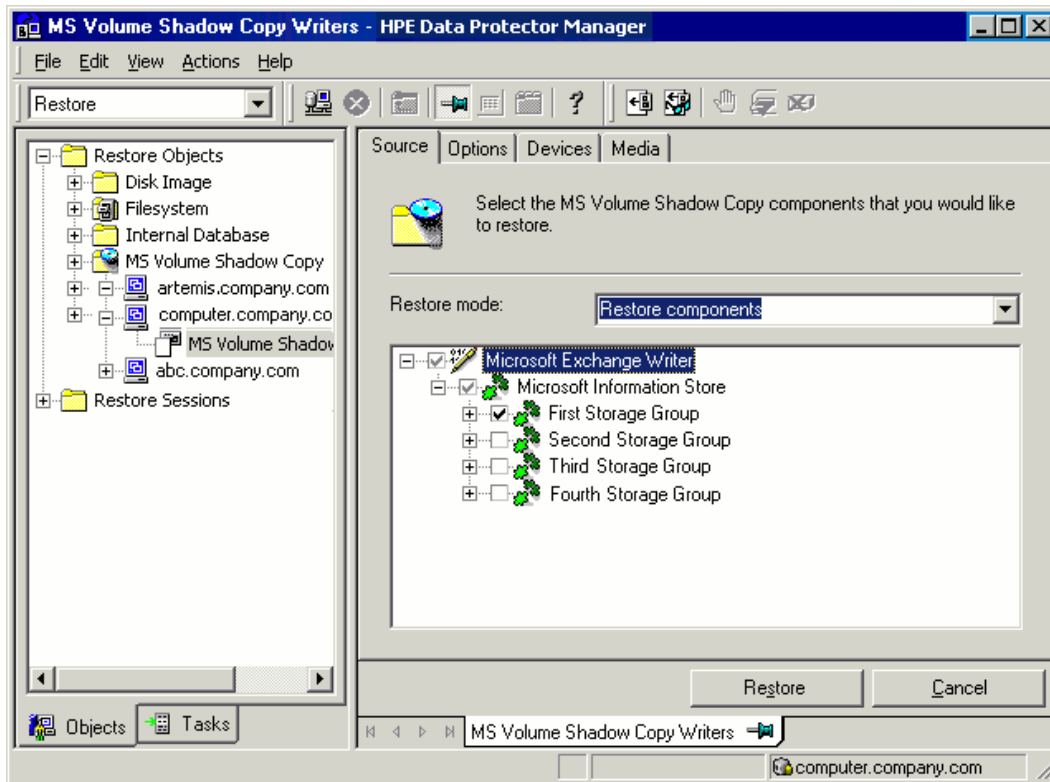 MS Volume Shadow Copy Writers - HPE Data Protector Manager
File Edit View Actions Help
Restore
Restore Objects
Disk Image
Filesystem
Internal Database
MS Volume Shadow Copy
artemis.company.com
computer.company.co
MS Volume Shadow
abc.company.com
Restore Sessions
Objects Tasks
Source Options Devices Media
Select the MS Volume Shadow Copy components that you would like
to restore.
Restore mode: Restore components
Microsoft Exchange Writer
Microsoft Information Store
First Storage Group
Second Storage Group
Third Storage Group
Fourth Storage Group
Restore Cancel
MS Volume Shadow Copy Writers
computer.company.com